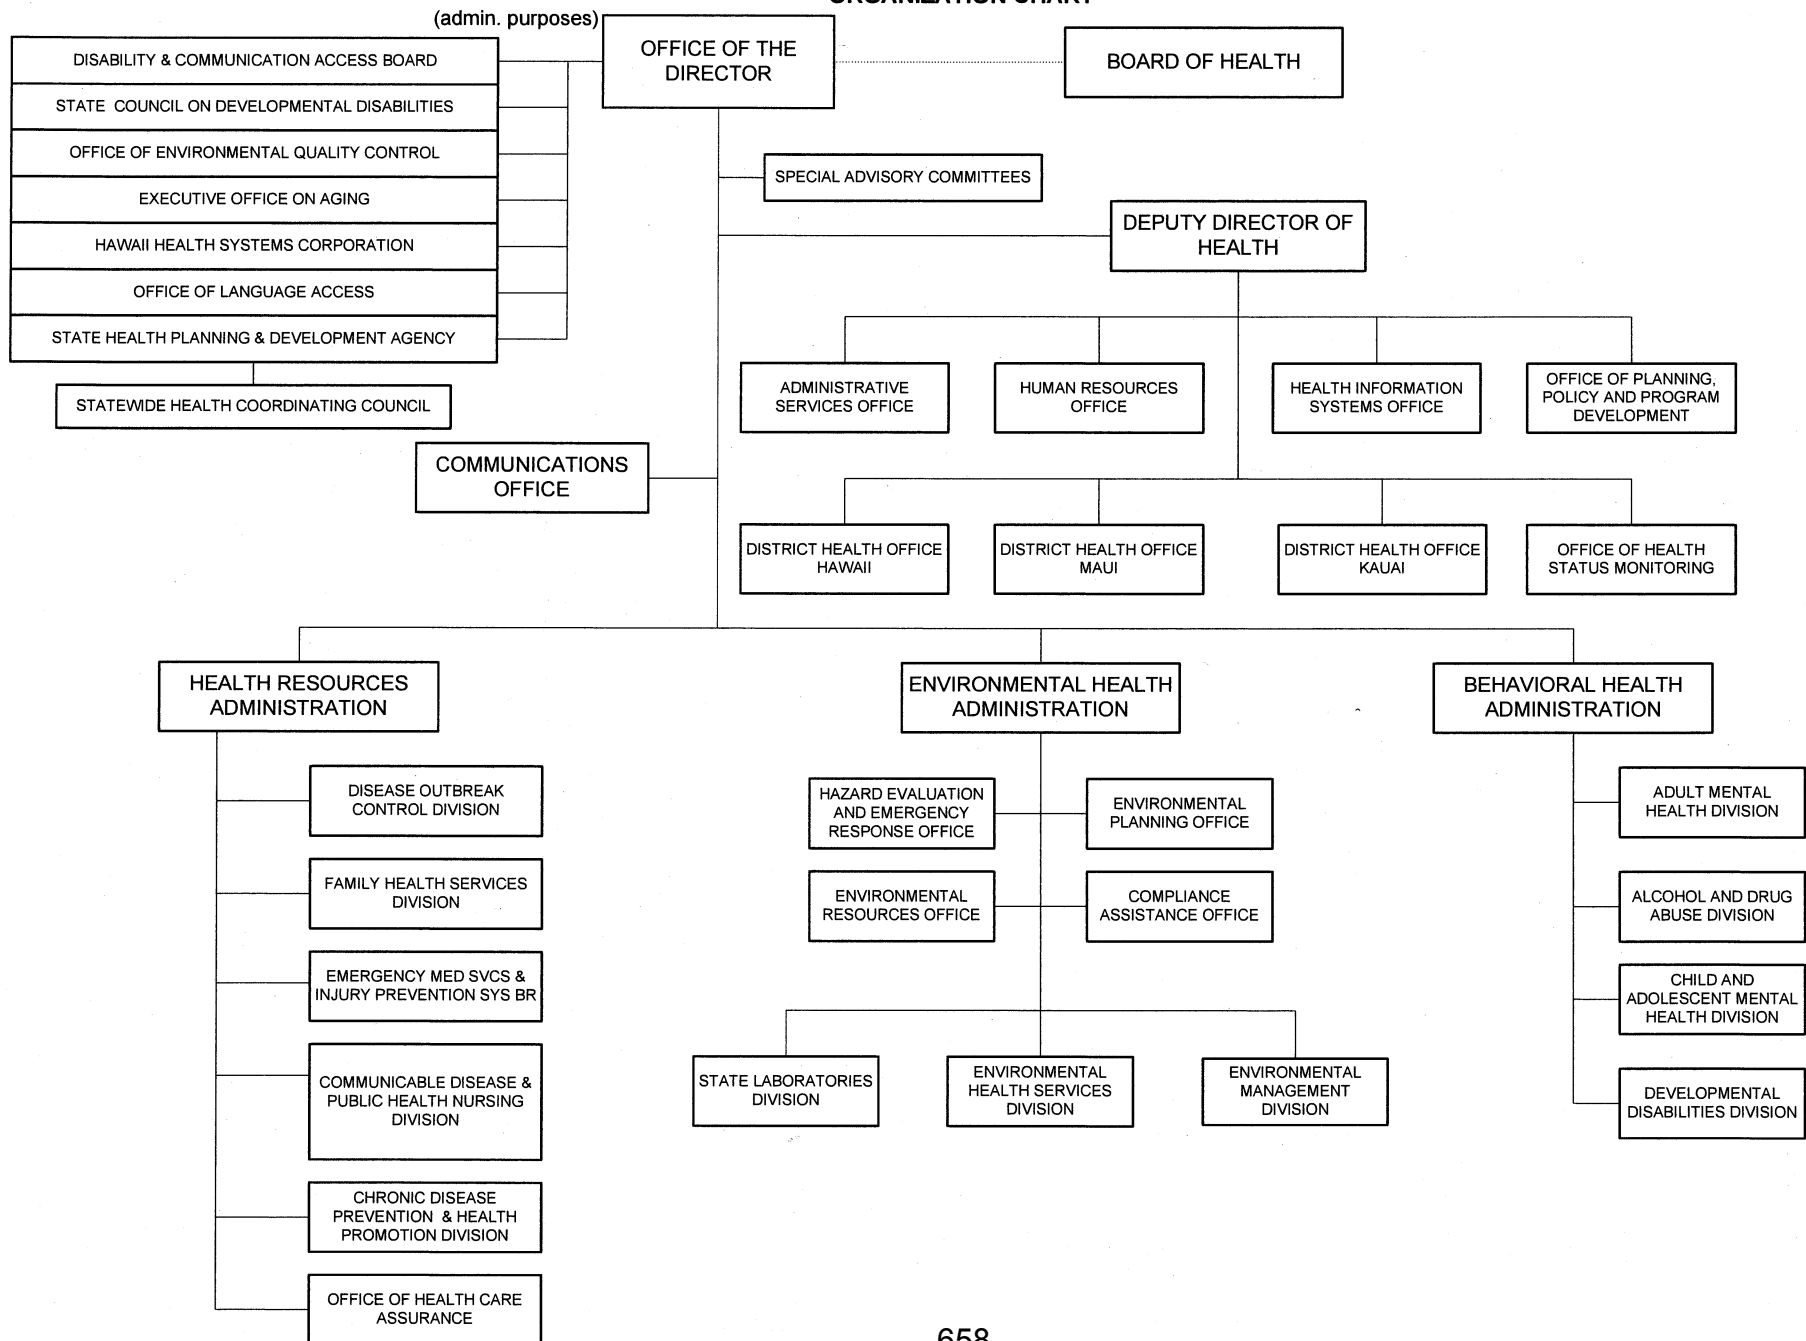 ORGANIZATION CHART
(admin. purposes)
OFFICE OF THE
DIRECTOR
BOARD OF HEALTH
DISABILITY & COMMUNICATION ACCESS BOARD
STATE COUNCIL ON DEVELOPMENTAL DISABILITIES
OFFICE OF ENVIRONMENTAL QUALITY CONTROL
EXECUTIVE OFFICE ON AGING
HAWAII HEALTH SYSTEMS CORPORATION
OFFICE OF LANGUAGE ACCESS
STATE HEALTH PLANNING & DEVELOPMENT AGENCY
STATEWIDE HEALTH COORDINATING COUNCIL
SPECIAL ADVISORY COMMITTEES
DEPUTY DIRECTOR OF
HEALTH
ADMINISTRATIVE
SERVICES OFFICE
HUMAN RESOURCES
OFFICE
HEALTH INFORMATION
SYSTEMS OFFICE
OFFICE OF PLANNING,
POLICY AND PROGRAM
DEVELOPMENT
COMMUNICATIONS
OFFICE
DISTRICT HEALTH OFFICE
HAWAII
DISTRICT HEALTH OFFICE
MAUI
DISTRICT HEALTH OFFICE
KAUAI
OFFICE OF HEALTH
STATUS MONITORING
HEALTH RESOURCES
ADMINISTRATION
DISEASE OUTBREAK
CONTROL DIVISION
FAMILY HEALTH SERVICES
DIVISION
EMERGENCY MED SVCS &
INJURY PREVENTION SYS BR
COMMUNICABLE DISEASE &
PUBLIC HEALTH NURSING
DIVISION
CHRONIC DISEASE
PREVENTION & HEALTH
PROMOTION DIVISION
OFFICE OF HEALTH CARE
ASSURANCE
ENVIRONMENTAL HEALTH
ADMINISTRATION
HAZARD EVALUATION
AND EMERGENCY
RESPONSE OFFICE
ENVIRONMENTAL
PLANNING OFFICE
ENVIRONMENTAL
RESOURCES OFFICE
COMPLIANCE
ASSISTANCE OFFICE
STATE LABORATORIES
DIVISION
ENVIRONMENTAL
HEALTH SERVICES
DIVISION
ENVIRONMENTAL
MANAGEMENT
DIVISION
BEHAVIORAL HEALTH
ADMINISTRATION
ADULT MENTAL
HEALTH DIVISION
ALCOHOL AND DRUG
ABUSE DIVISION
CHILD AND
ADOLESCENT MENTAL
HEALTH DIVISION
DEVELOPMENTAL
DISABILITIES DIVISION
658